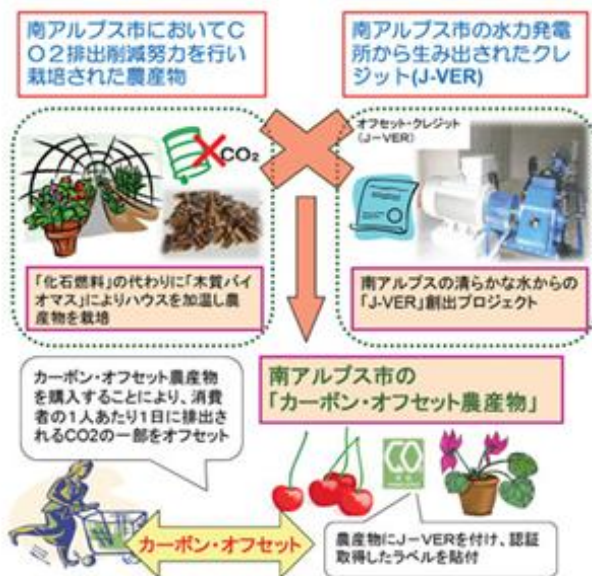 南アルプス市においてC
O2排出削減努力を行い
栽培された農産物
南アルプス市の水力発電
所から生み出されたクレ
ジット(J-VER)
CO₂
オフセット・クレジット
（J－VER）
「化石燃料」の代わりに「木質バイ
オマス」によりハウスを加温し農
産物を栽培
南アルプスの清らかな水からの
「J-VER」創出プロジェクト
カーボン・オフセット農産物
を購入することにより、消費
者の1人あたり1日に排出さ
れるCO2の一部をオフセット
南アルプス市の
「カーボン・オフセット農産物」
CO
カーボン・オフセット
農産物にJ－VERを付け、認証
取得したラベルを貼付